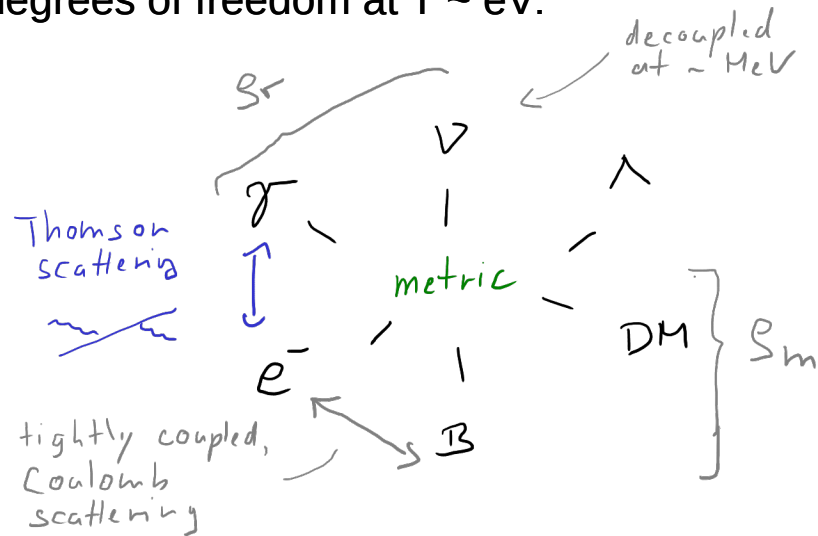 degrees of freedom at T ~ eV.
decoupled
at ~ MeV
ρr
ν
γ
Λ
Thomson
scattering
metric
DM
ρm
e⁻
B
tightly coupled,
Coulomb
scattering